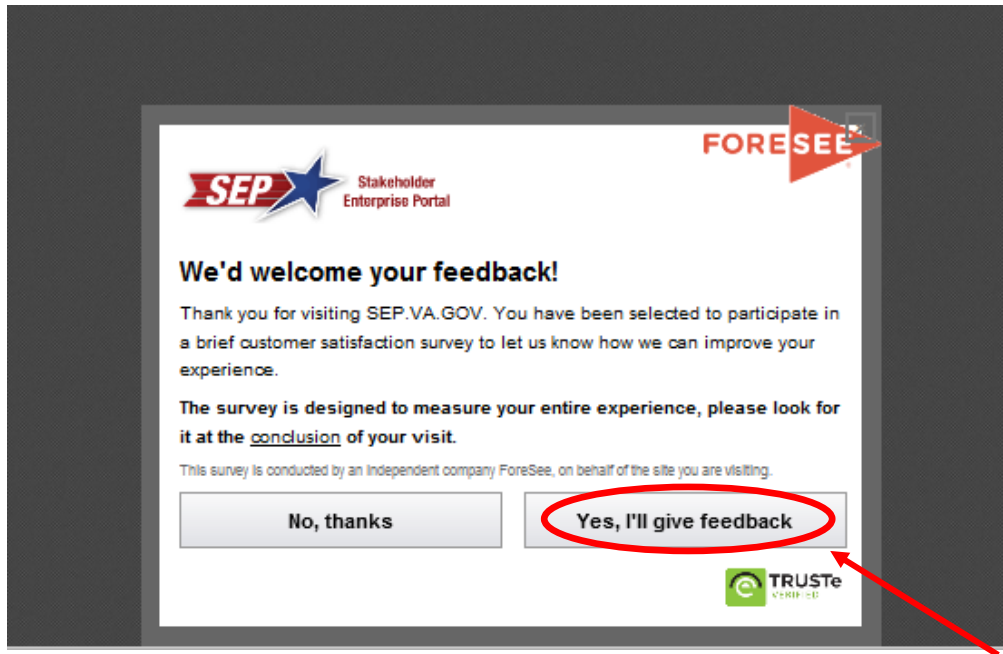 FORESEE
SEP Stakeholder
Enterprise Portal
We'd welcome your feedback!
Thank you for visiting SEP.VA.GOV. You have been selected to participate in
a brief customer satisfaction survey to let us know how we can improve your
experience.
The survey is designed to measure your entire experience, please look for
it at the conclusion of your visit.
This survey is conducted by an independent company ForeSee, on behalf of the site you are visiting.
No, thanks
Yes, I'll give feedback
TRUSTe
VERIFIED